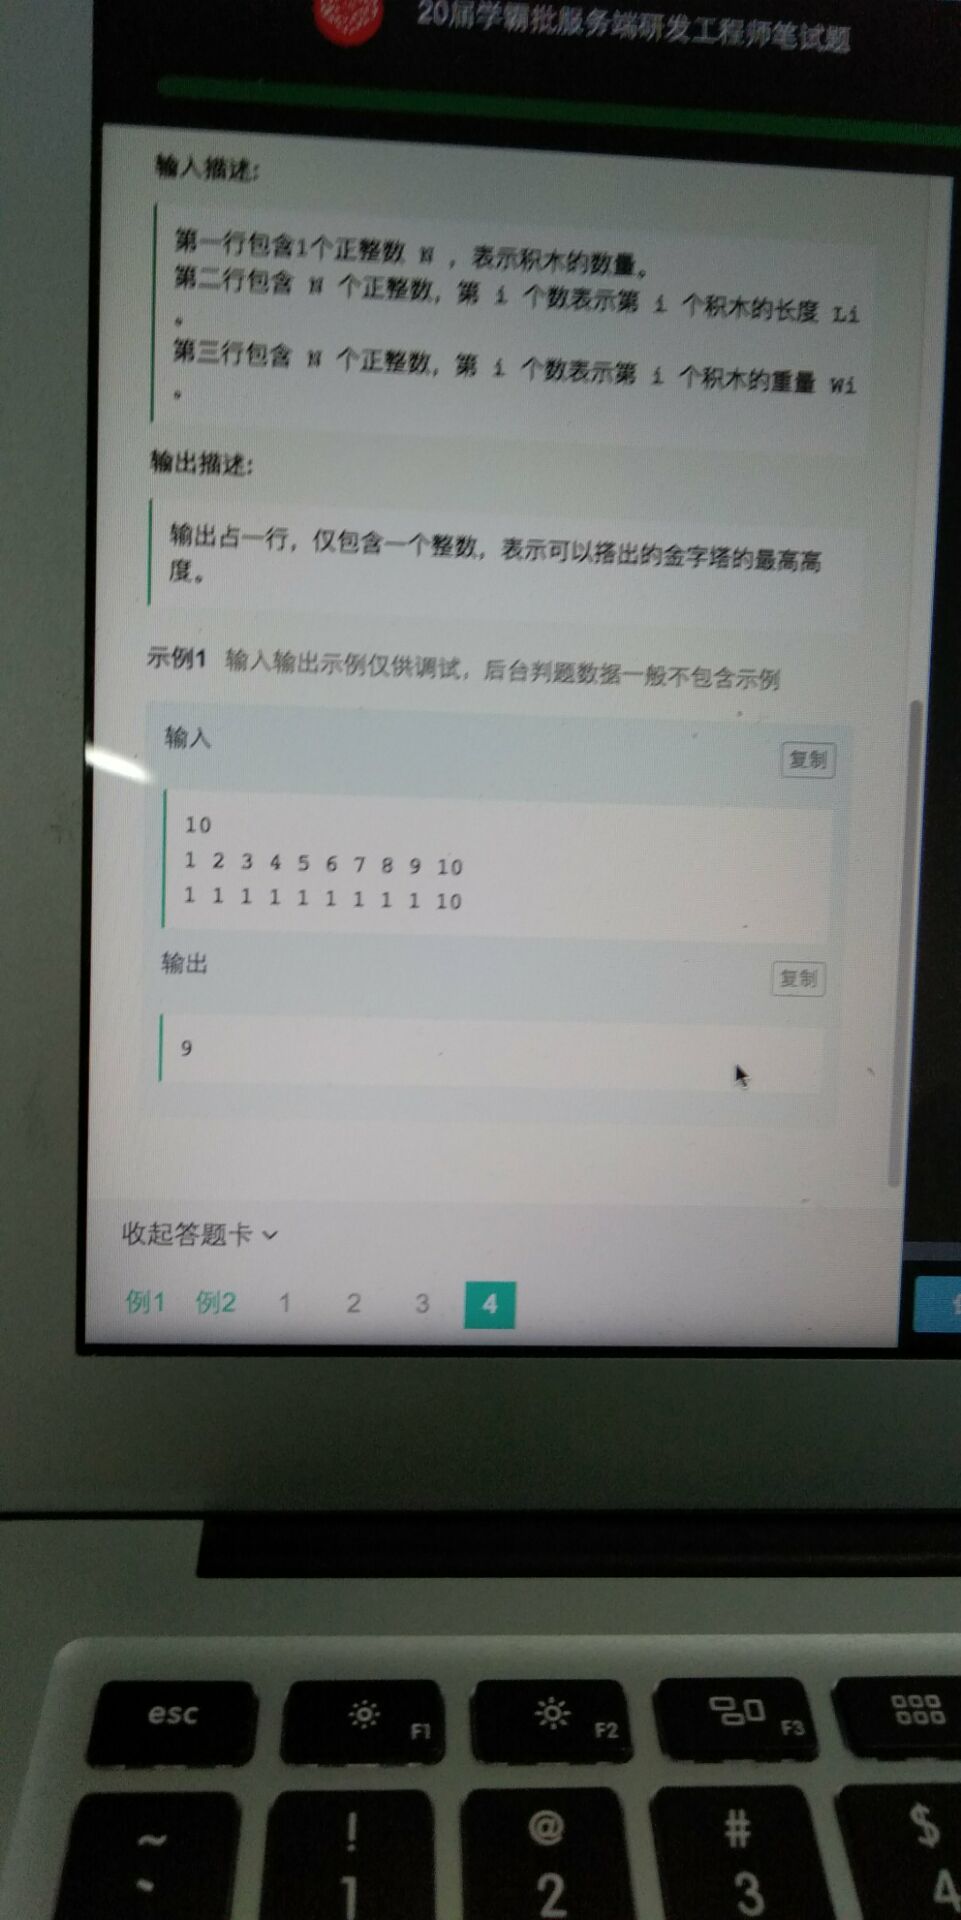 20届学霸批服务端研发工程师笔试题
输入描述:
第一行包含1个正整数 N ，表示积木的数量。
第二行包含 N 个正整数，第 i 个数表示第 i 个积木的长度 Li
。
第三行包含 N 个正整数，第 i 个数表示第 i 个积木的重量 Wi
。
输出描述:
输出占一行，仅包含一个整数，表示可以搭出的金字塔的最高高
度。
示例1 输入输出示例仅供调试，后台判题数据一般不包含示例
输入
复制
10
1 2 3 4 5 6 7 8 9 10
1 1 1 1 1 1 1 1 1 10
输出
复制
9
收起答题卡
例1 例2 1 2 3 4
esc F1 F2 F3
~ ! @ # $
` 1 2 3 4